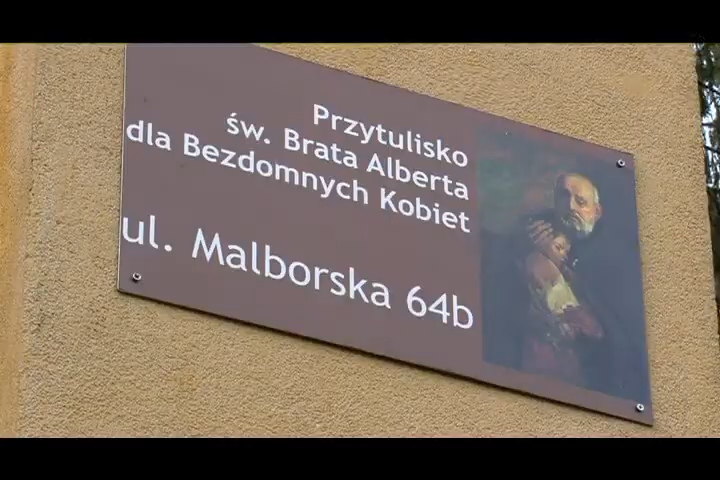 Przytulisko
św. Brata Alberta
dla Bezdomnych Kobiet
ul. Malborska 64b